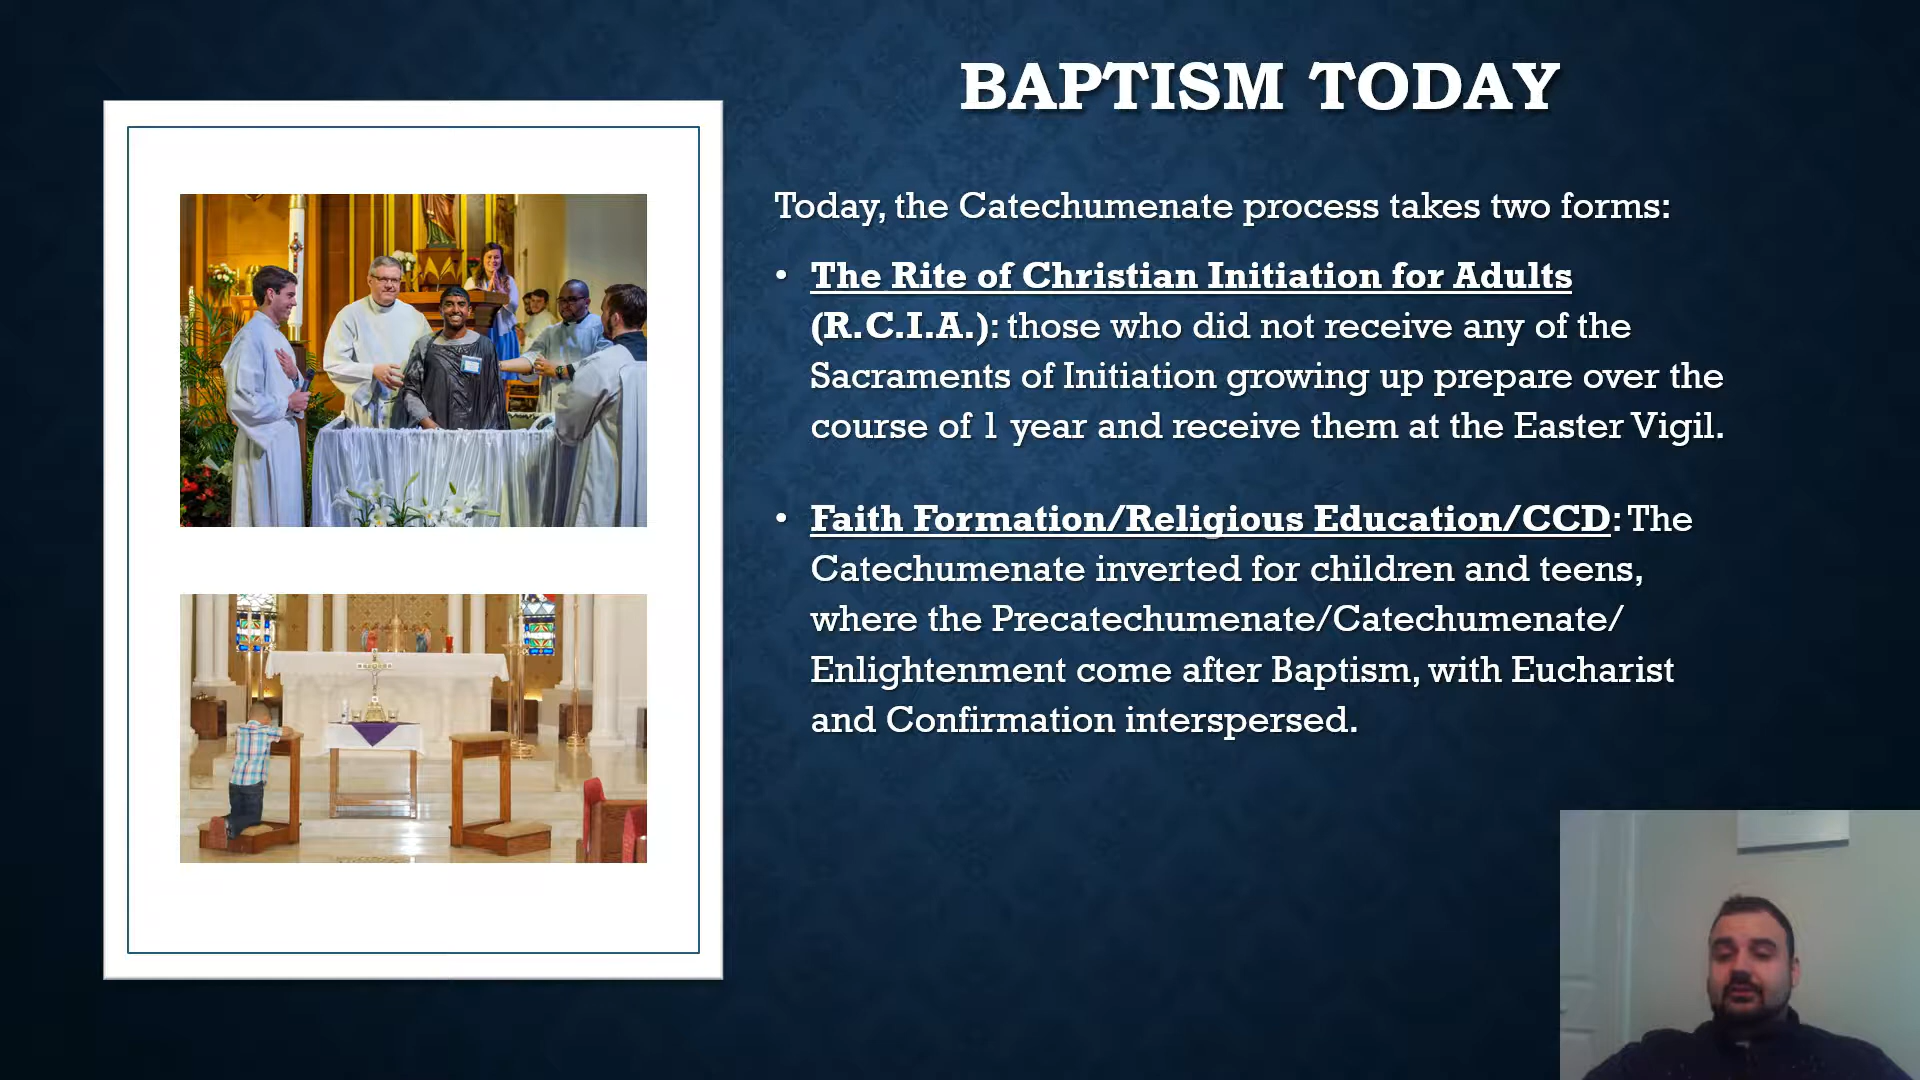 BAPTISM TODAY
Today, the Catechumenate process takes two forms:
• The Rite of Christian Initiation for Adults
(R.C.I.A.): those who did not receive any of the
Sacraments of Initiation growing up prepare over the
course of 1 year and receive them at the Easter Vigil.
• Faith Formation/Religious Education/CCD: The
Catechumenate inverted for children and teens,
where the Precatechumenate/Catechumenate/
Enlightenment come after Baptism, with Eucharist
and Confirmation interspersed.